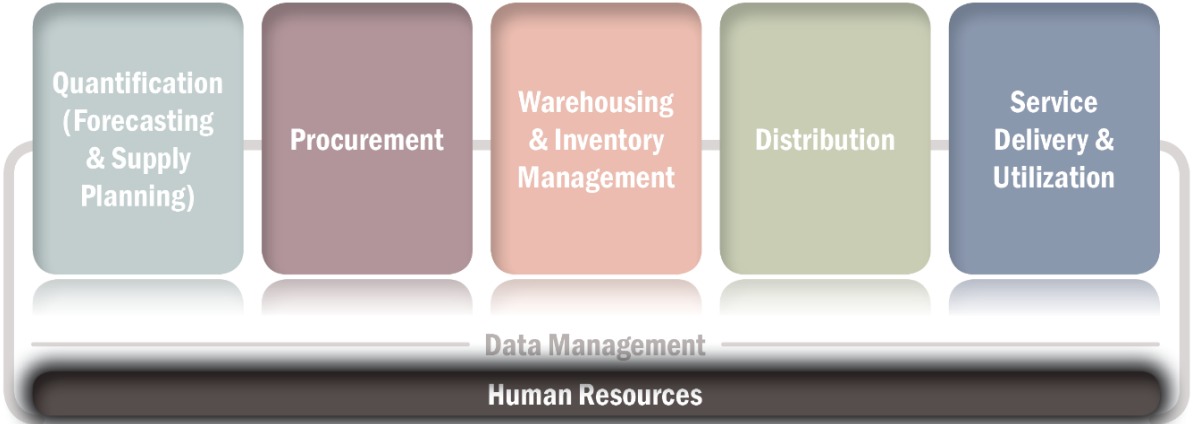 Quantification
(Forecasting
& Supply
Planning)
Procurement
Warehousing
& Inventory
Management
Distribution
Service
Delivery &
Utilization
Data Management
Human Resources